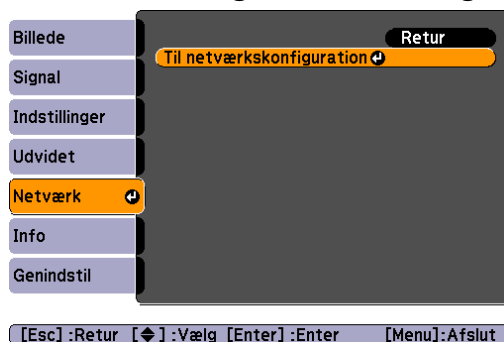 Billede
Signal
Indstillinger
Udvidet
Netværk
Info
Genindstil
Retur
Til netværkskonfiguration
[Esc] :Retur [ ] :Vælg [Enter] :Enter [Menu]:Afslut